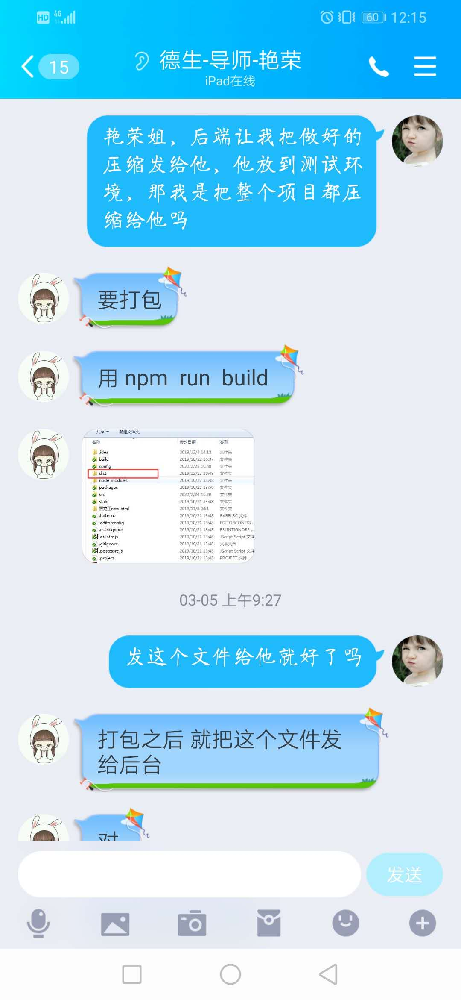 HD 4G 60 12:15
15
德生-导师-艳荣
iPad在线
艳荣姐、后端让我把做好的
压缩发给他、他放到测试环
境、那我是把整个项目都压
缩给他吗
要打包
用 npm run build
共享 新建文件夹
名称 修改日期 类型
.idea 2019/12/3 14:13 文件夹
build 2019/10/22 16:37 文件夹
config 2020/2/25 10:48 文件夹
dist 2019/12/12 10:48 文件夹
node_modules 2019/10/22 13:48 文件夹
packages 2019/10/22 13:50 文件夹
src 2020/2/24 16:20 文件夹
static 2019/10/21 13:48 文件夹
黑龙江new-html 2019/11/8 9:51 文件夹
.babelrc 2019/10/21 13:48 BABELRC 文件
.editorconfig 2019/10/21 13:48 EDITORCONFIG ...
.eslintignore 2019/10/21 13:48 ESLINTIGNORE ...
.eslintrc.js 2019/10/21 13:48 JScript Script 文件
.gitignore 2019/10/21 13:48 文本文档
.postcssrc.js 2019/10/21 13:48 JScript Script 文件
.project 2019/10/21 13:48 PROJECT 文件
03-05 上午9:27
发这个文件给他就好了吗
打包之后 就把这个文件发
给后台
对
发送